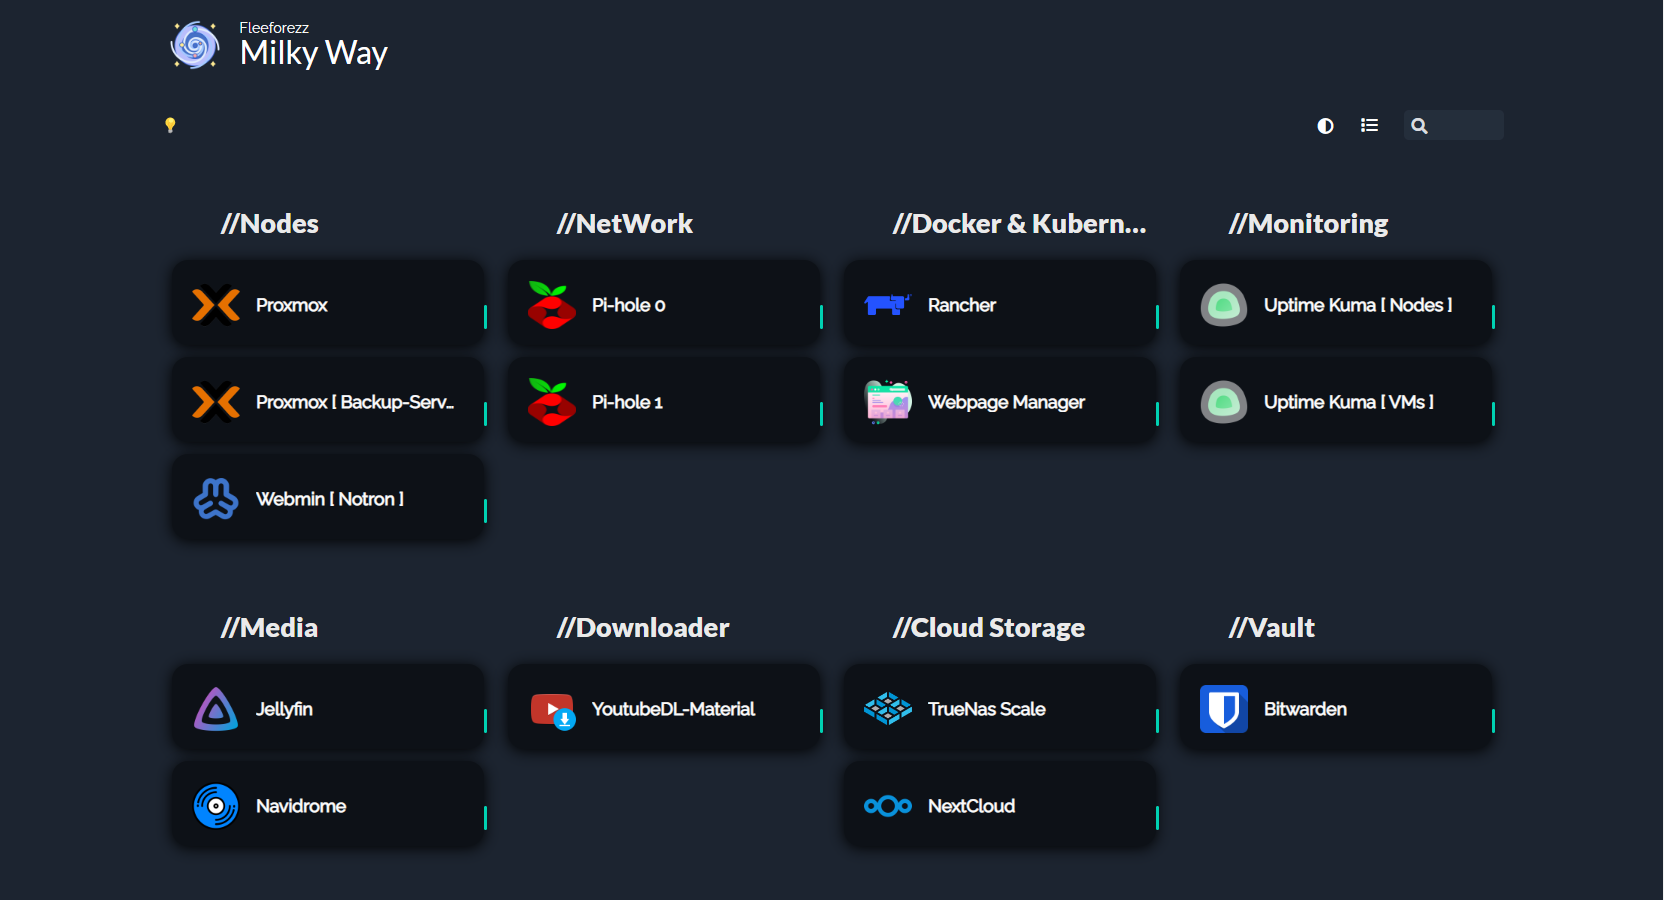 Fleeforezz
Milky Way
//Nodes
Proxmox
Proxmox [ Backup-Serv...
Webmin [ Notron ]
//NetWork
Pi-hole 0
Pi-hole 1
//Docker & Kubern...
Rancher
Webpage Manager
//Monitoring
Uptime Kuma [ Nodes ]
Uptime Kuma [ VMs ]
//Media
Jellyfin
Navidrome
//Downloader
YoutubeDL-Material
//Cloud Storage
TrueNas Scale
NextCloud
//Vault
Bitwarden